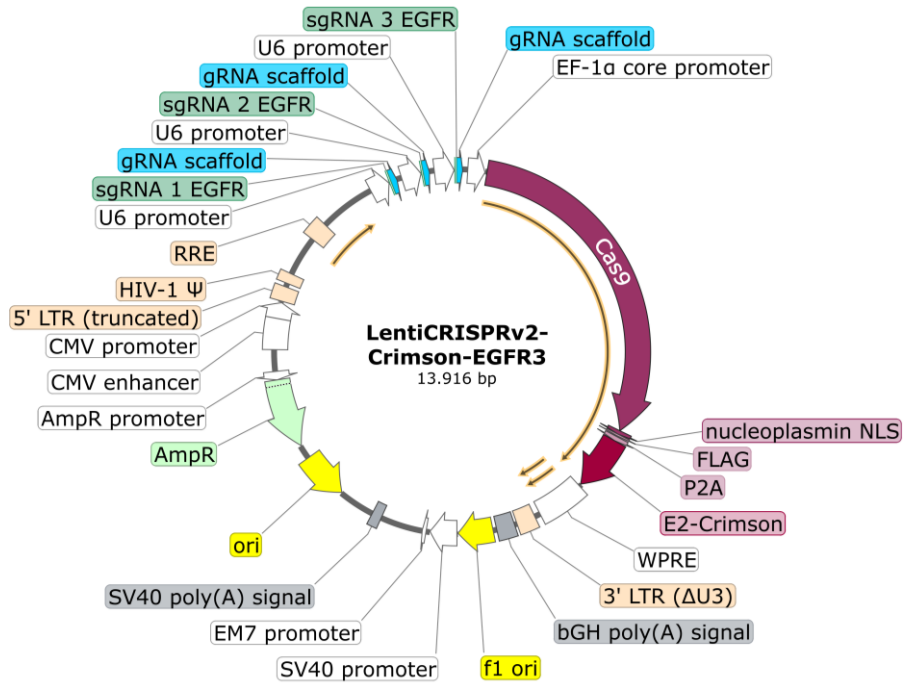 sgRNA 3 EGFR
U6 promoter
gRNA scaffold
sgRNA 2 EGFR
U6 promoter
gRNA scaffold
sgRNA 1 EGFR
U6 promoter
RRE
HIV-1 Ψ
5' LTR (truncated)
CMV promoter
CMV enhancer
AmpR promoter
AmpR
ori
SV40 poly(A) signal
EM7 promoter
SV40 promoter
f1 ori
gRNA scaffold
EF-1α core promoter
Cas9
LentiCRISPRv2-
Crimson-EGFR3
13.916 bp
nucleoplasmin NLS
FLAG
P2A
E2-Crimson
WPRE
3' LTR (ΔU3)
bGH poly(A) signal